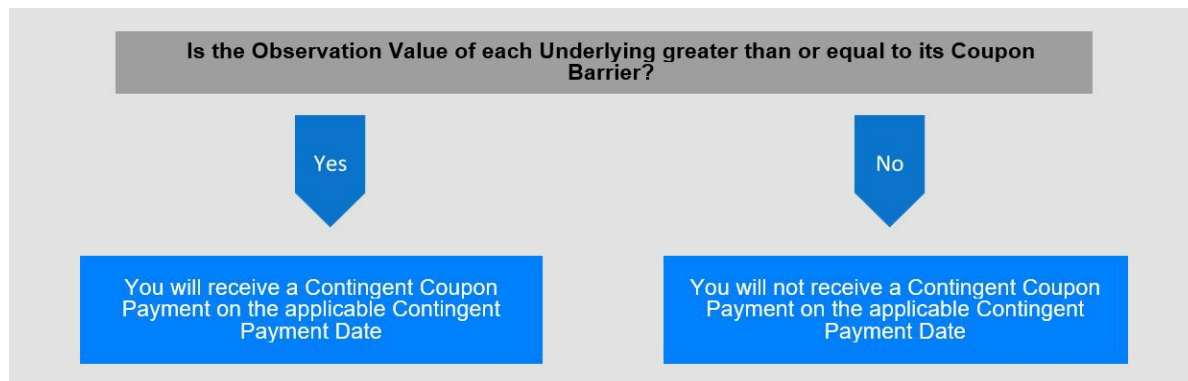 Is the Observation Value of each Underlying greater than or equal to its Coupon
Barrier?
Yes
No
You will receive a Contingent Coupon
Payment on the applicable Contingent
Payment Date
You will not receive a Contingent Coupon
Payment on the applicable Contingent
Payment Date